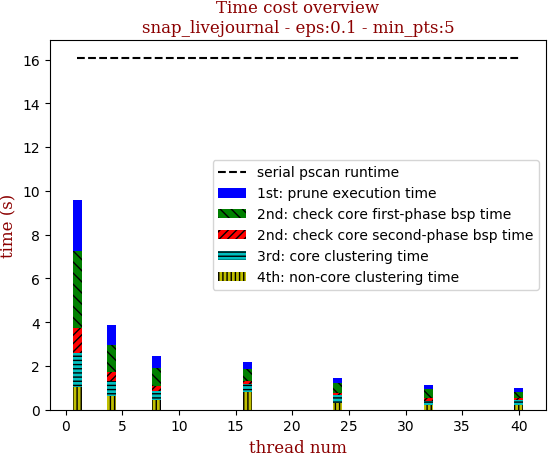 Time cost overview
snap_livejournal - eps:0.1 - min_pts:5
time (s)
16
14
12
10
8
6
4
2
0
serial pscan runtime
1st: prune execution time
2nd: check core first-phase bsp time
2nd: check core second-phase bsp time
3rd: core clustering time
4th: non-core clustering time
0 5 10 15 20 25 30 35 40
thread num